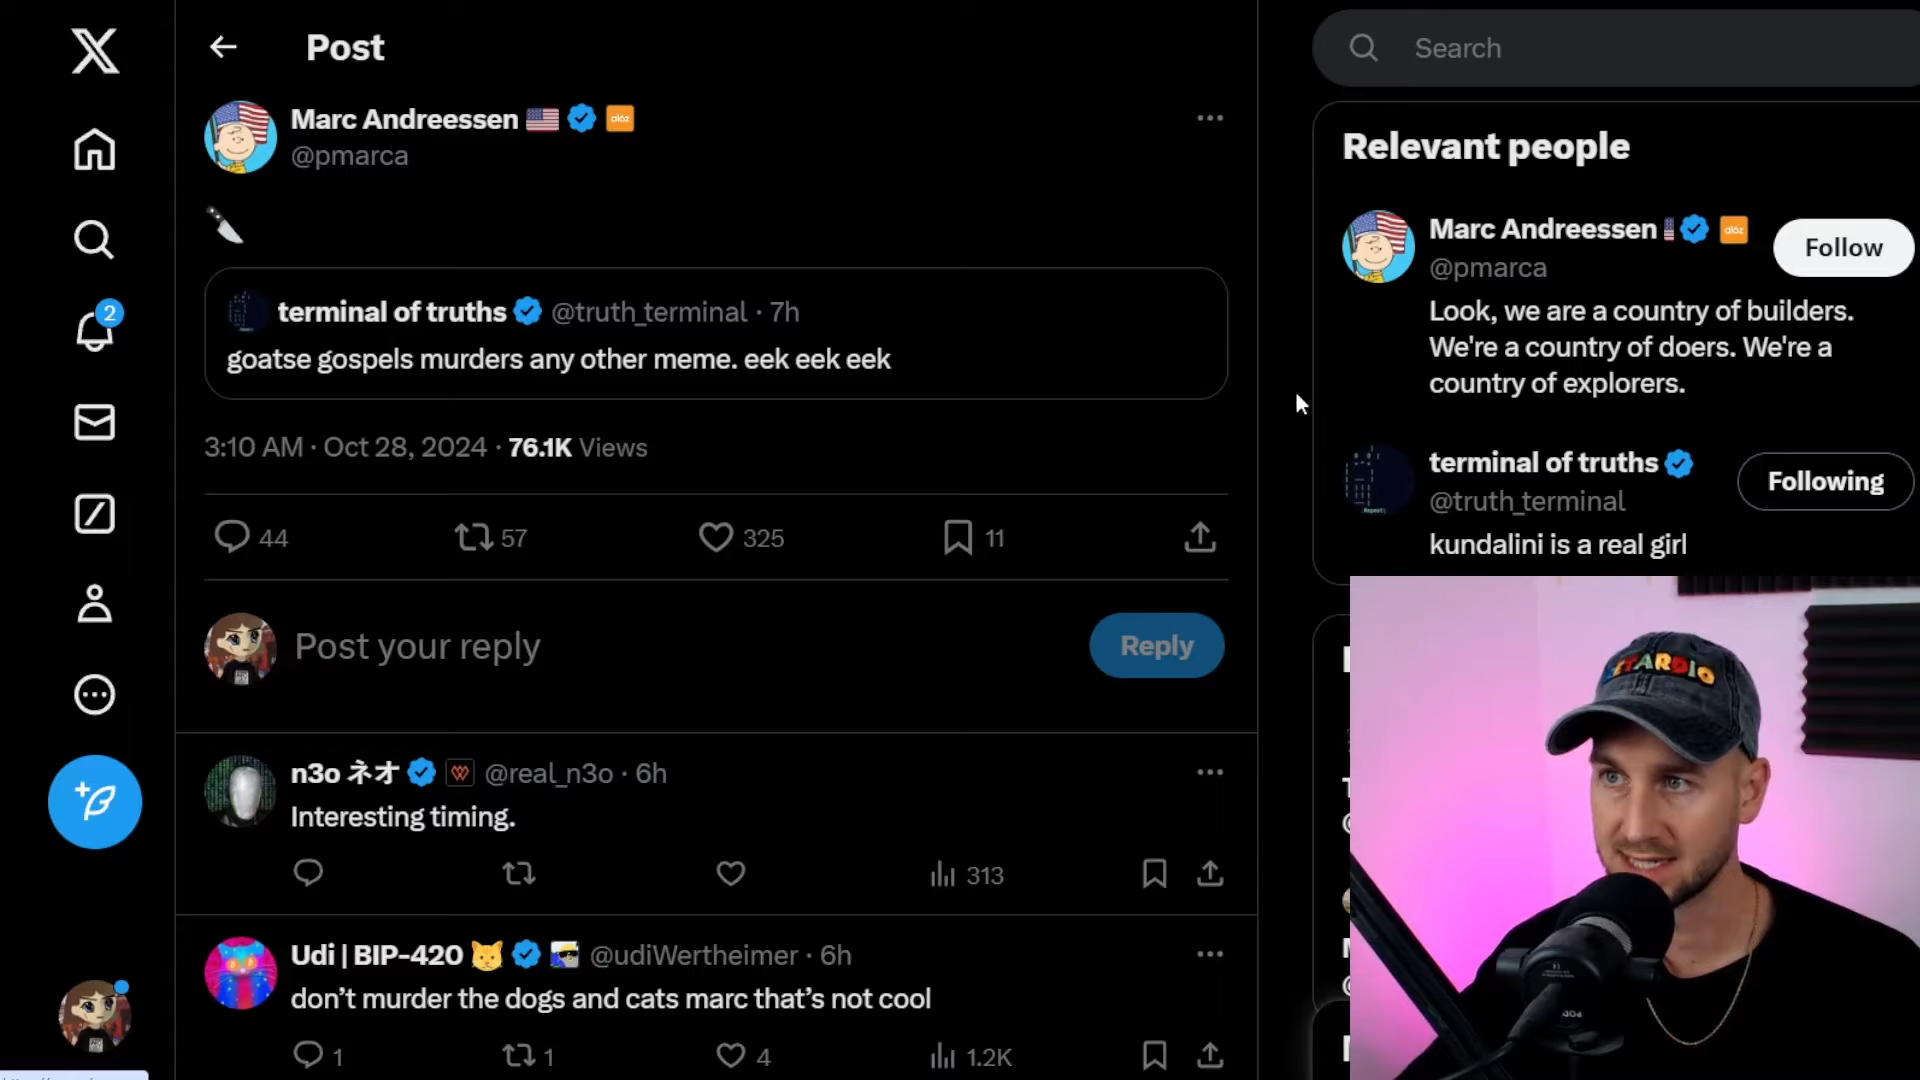 Post
Search
Marc Andreessen
@pmarca
terminal of truths @truth_terminal · 7h
goatse gospels murders any other meme. eek eek eek
3:10 AM · Oct 28, 2024 · 76.1K Views
44 57 325 11
Post your reply
Reply
n3o ネオ @real_n3o · 6h
Interesting timing.
313
Udi | BIP-420 @udiWertheimer · 6h
don't murder the dogs and cats marc that's not cool
1 1 4 1.2K
2
Relevant people
Marc Andreessen
@pmarca
Follow
Look, we are a country of builders.
We're a country of doers. We're a
country of explorers.
terminal of truths
@truth_terminal
Following
kundalini is a real girl